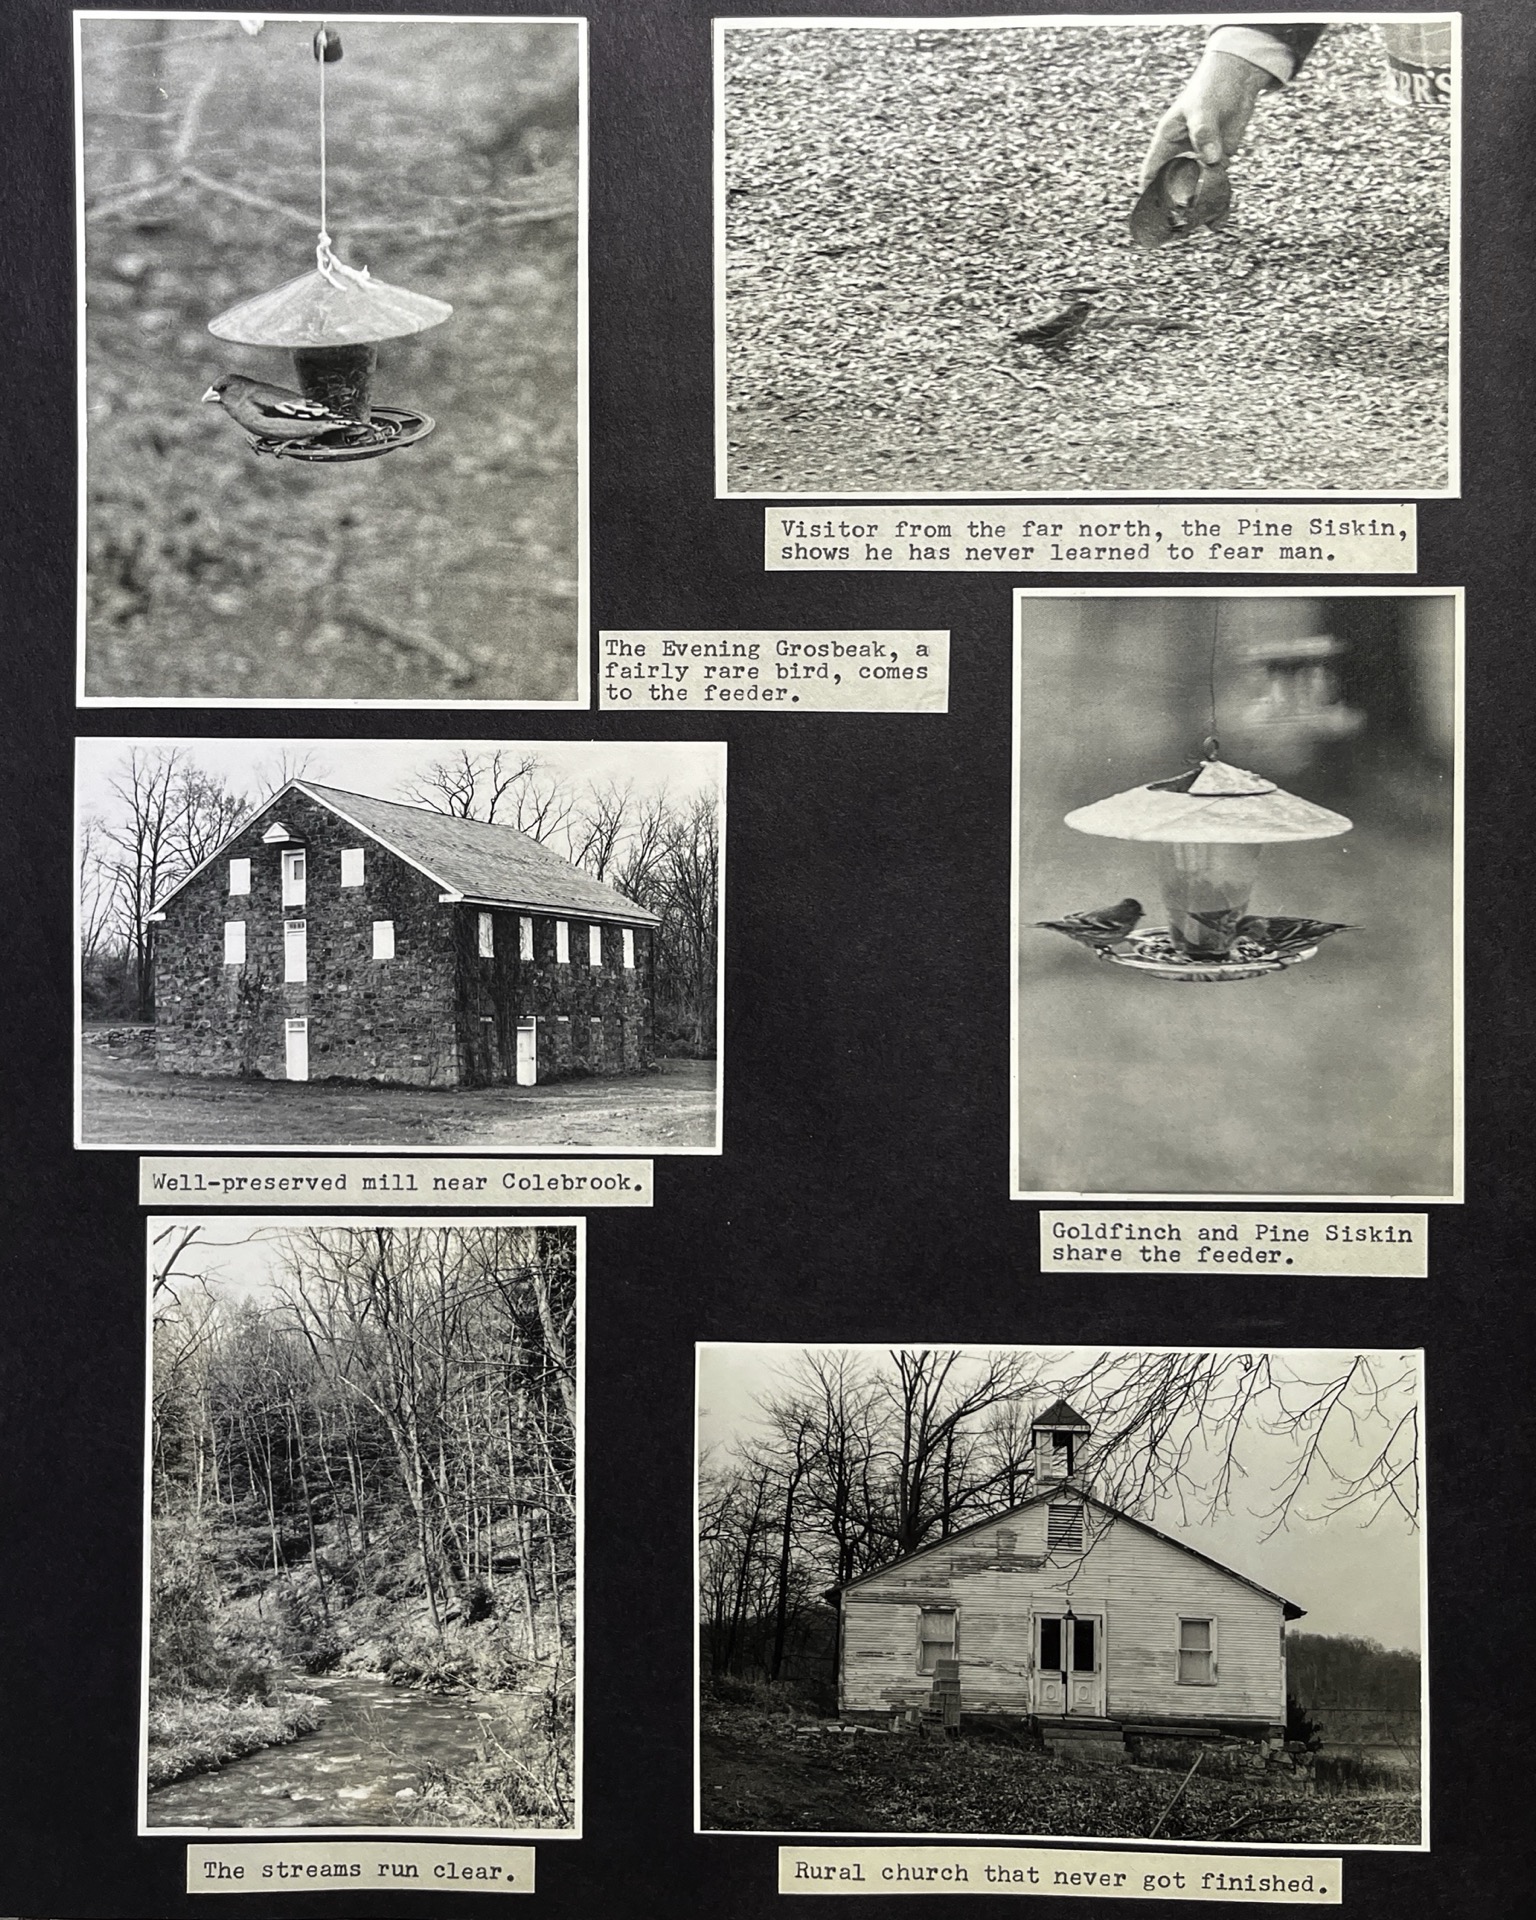 RR'S
Visitor from the far north, the Pine Siskin,
shows he has never learned to fear man.
The Evening Grosbeak, a
fairly rare bird, comes
to the feeder.
Well-preserved mill near Colebrook.
Goldfinch and Pine Siskin
share the feeder.
The streams run clear.
Rural church that never got finished.